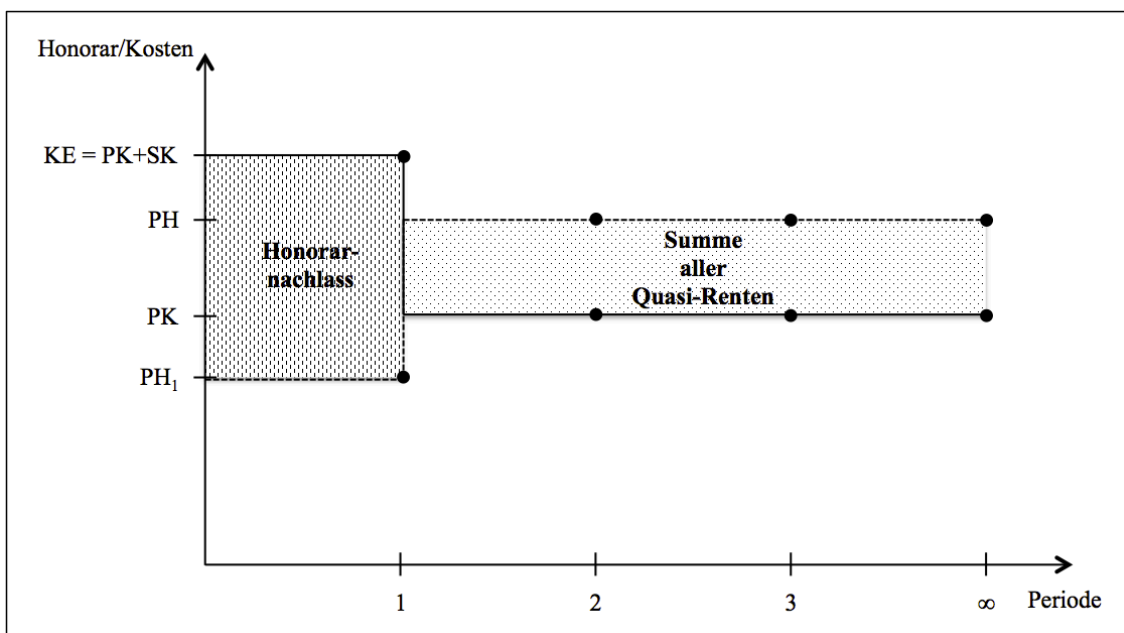 Honorar/Kosten
KE = PK+SK
PH
Honorar-
nachlass
Summe
aller
Quasi-Renten
PK
PH₁
1
2
3
∞
Periode